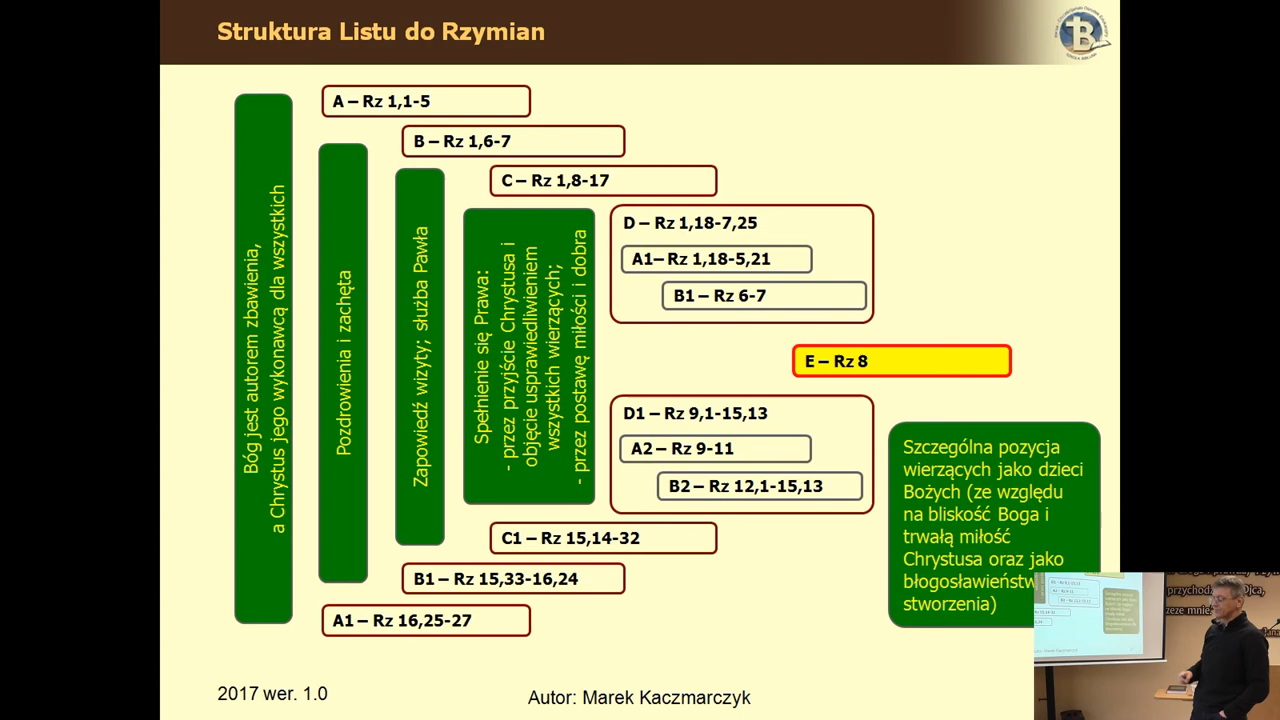 Struktura Listu do Rzymian
A – Rz 1,1-5
B – Rz 1,6-7
C – Rz 1,8-17
D – Rz 1,18-7,25
A1– Rz 1,18-5,21
B1 – Rz 6-7
E – Rz 8
D1 – Rz 9,1-15,13
A2 – Rz 9-11
B2 – Rz 12,1-15,13
C1 – Rz 15,14-32
B1 – Rz 15,33-16,24
A1 – Rz 16,25-27
Bóg jest autorem zbawienia,
a Chrystus jego wykonawcą dla wszystkich
Pozdrowienia i zachęta
Zapowiedź wizyty; służba Pawła
Spełnienie się Prawa:
- przez przyjście Chrystusa i
objęcie usprawiedliwieniem
wszystkich wierzących;
- przez postawę miłości i dobra
Szczególna pozycja
wierzących jako dzieci
Bożych (ze względu
na bliskość Boga i
trwałą miłość
Chrystusa oraz jako
błogosławieństw
stworzenia)
2017 wer. 1.0
Autor: Marek Kaczmarczyk